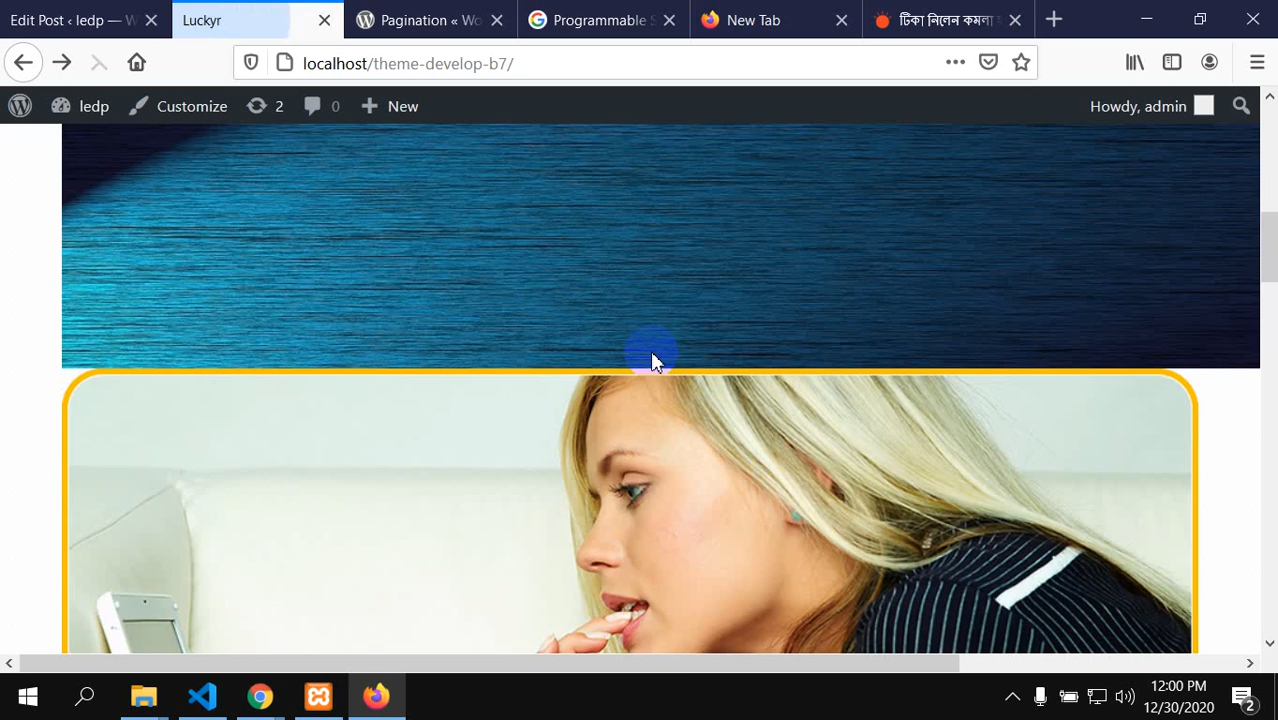 Edit Post ‹ ledp — W
Luckyr
Pagination « Wo
Programmable S
New Tab
টিকা নিলেন কমলা হ
localhost/theme-develop-b7/
ledp
Customize
2
0
New
Howdy, admin
12:00 PM
12/30/2020
2